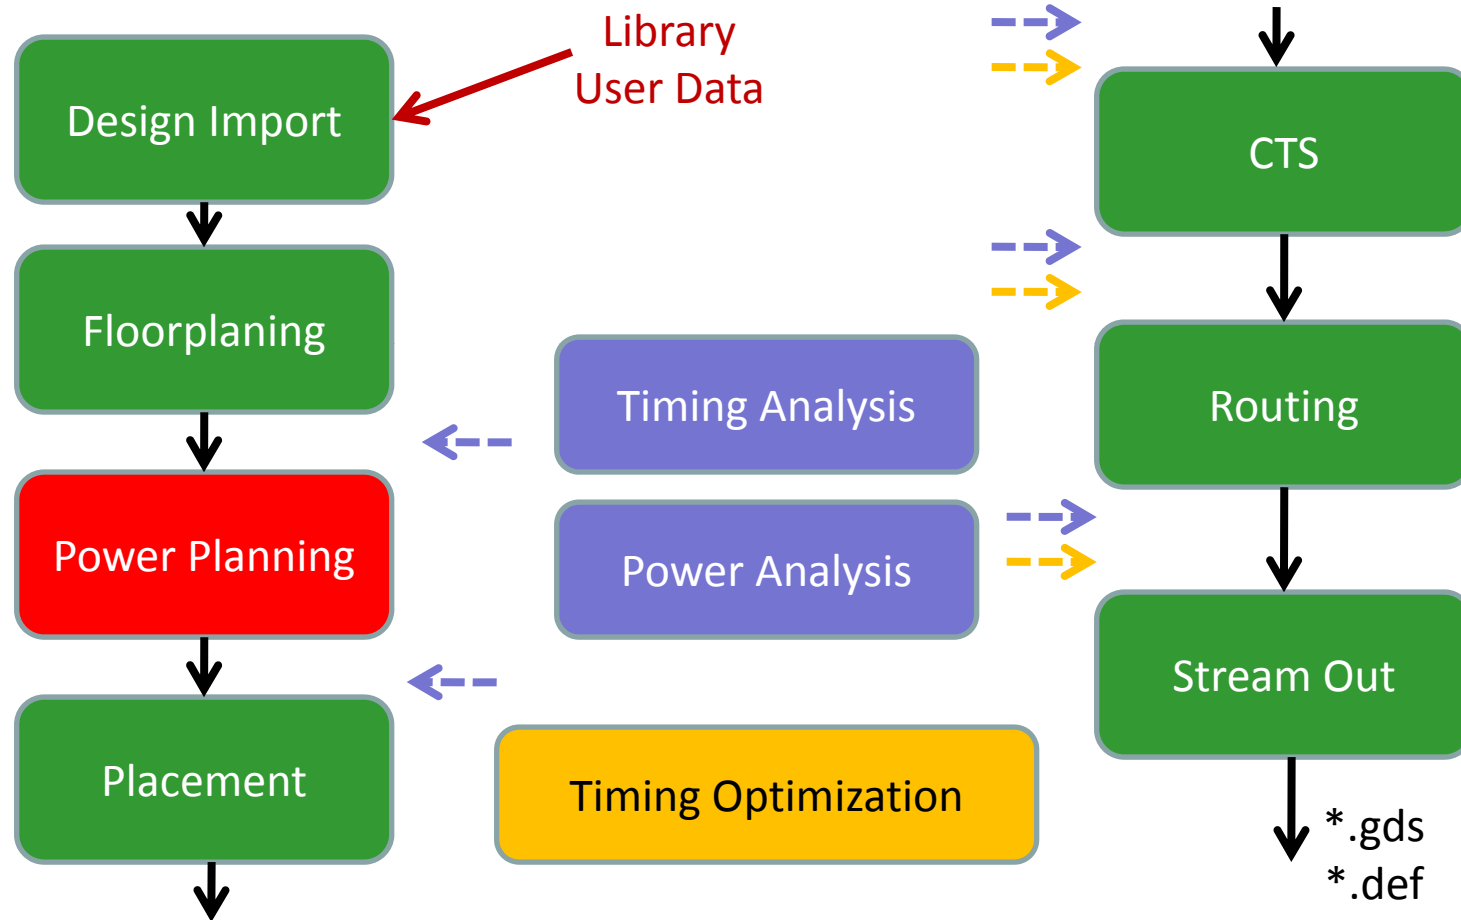 Design Import
Library
User Data
Floorplaning
Power Planning
Placement
Timing Analysis
Power Analysis
Timing Optimization
CTS
Routing
Stream Out
*.gds
*.def